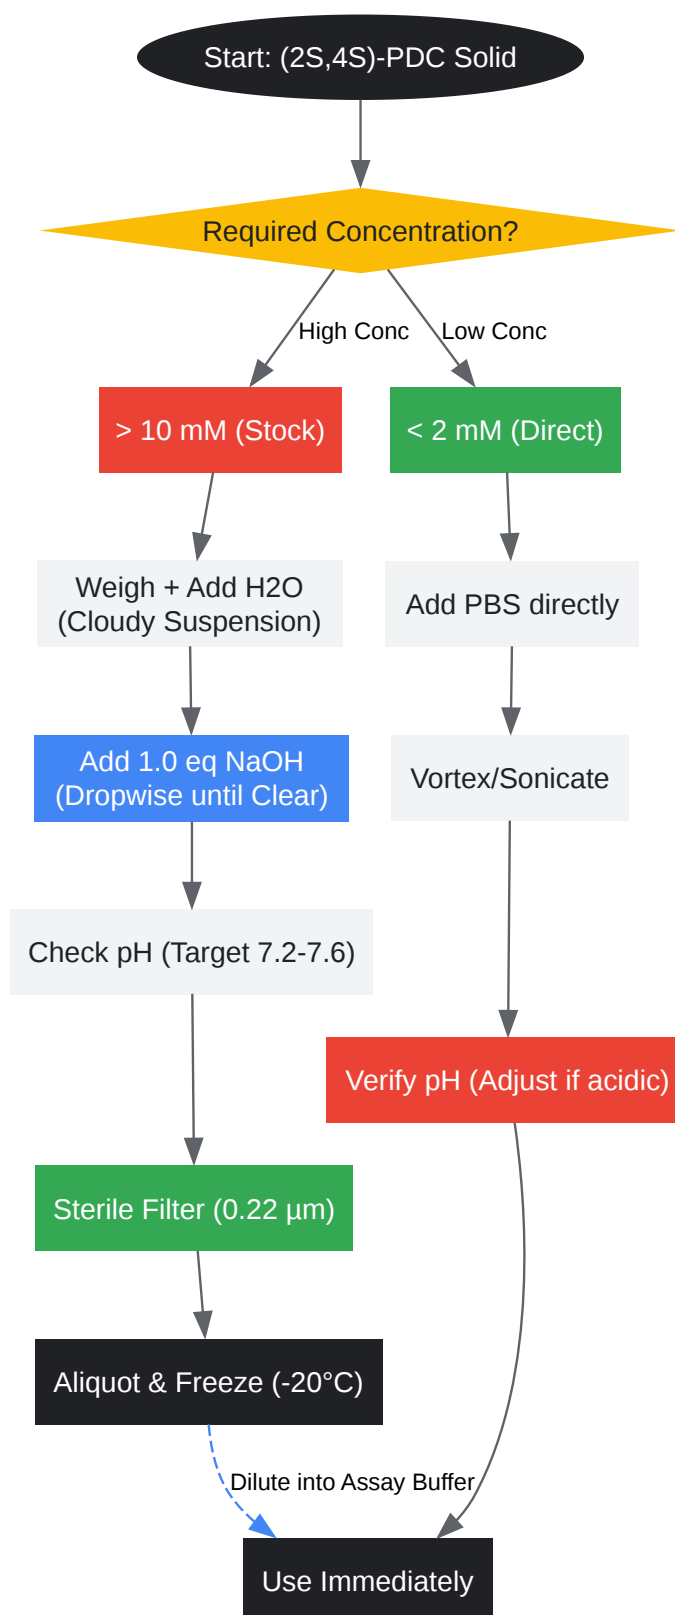 Start: (2S,4S)-PDC Solid
Required Concentration?
High Conc
Low Conc
> 10 mM (Stock)
< 2 mM (Direct)
Weigh + Add H2O
(Cloudy Suspension)
Add PBS directly
Add 1.0 eq NaOH
(Dropwise until Clear)
Vortex/Sonicate
Check pH (Target 7.2-7.6)
Verify pH (Adjust if acidic)
Sterile Filter (0.22 µm)
Aliquot & Freeze (-20°C)
Dilute into Assay Buffer
Use Immediately